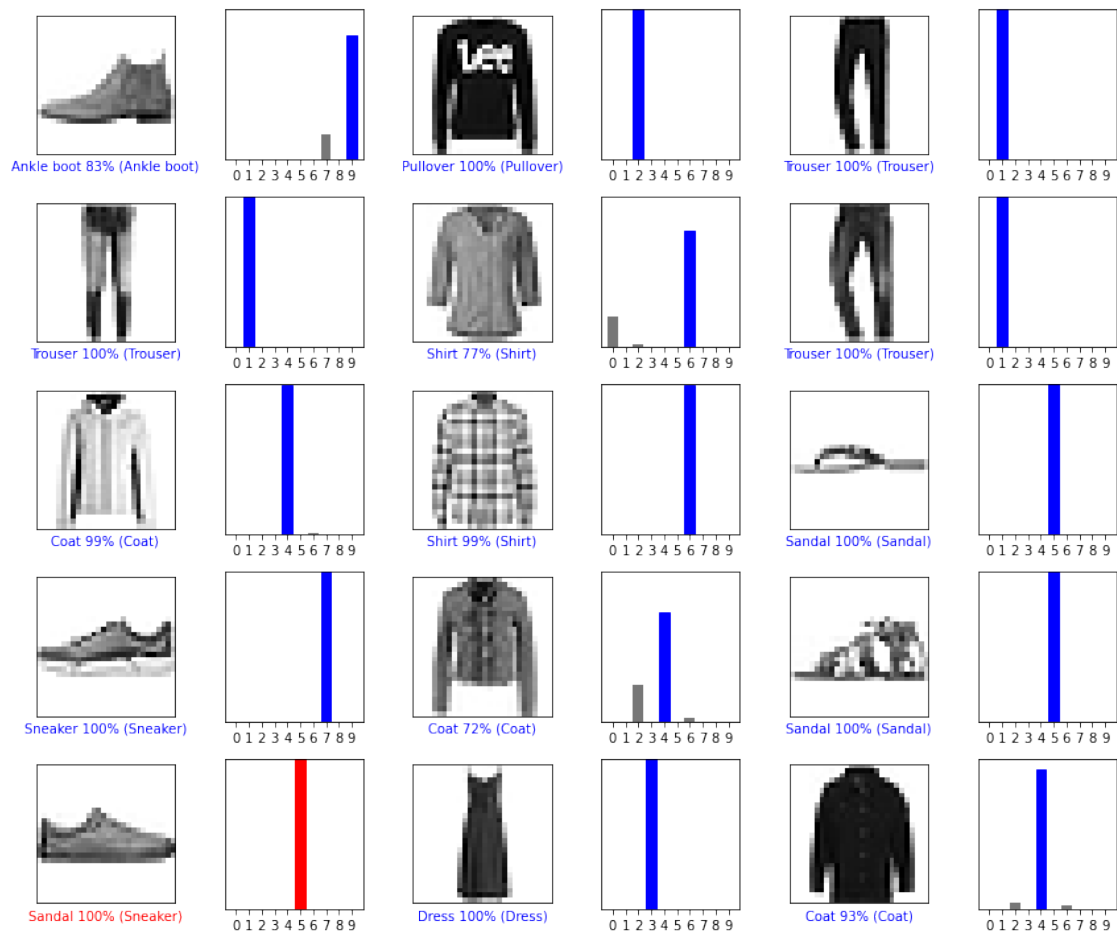 Lee
Ankle boot 83% (Ankle boot)
0 1 2 3 4 5 6 7 8 9
Pullover 100% (Pullover)
0 1 2 3 4 5 6 7 8 9
Trouser 100% (Trouser)
0 1 2 3 4 5 6 7 8 9
Trouser 100% (Trouser)
0 1 2 3 4 5 6 7 8 9
Shirt 77% (Shirt)
0 1 2 3 4 5 6 7 8 9
Trouser 100% (Trouser)
0 1 2 3 4 5 6 7 8 9
Coat 99% (Coat)
0 1 2 3 4 5 6 7 8 9
Shirt 99% (Shirt)
0 1 2 3 4 5 6 7 8 9
Sandal 100% (Sandal)
0 1 2 3 4 5 6 7 8 9
Sneaker 100% (Sneaker)
0 1 2 3 4 5 6 7 8 9
Coat 72% (Coat)
0 1 2 3 4 5 6 7 8 9
Sandal 100% (Sandal)
0 1 2 3 4 5 6 7 8 9
Sandal 100% (Sneaker)
0 1 2 3 4 5 6 7 8 9
Dress 100% (Dress)
0 1 2 3 4 5 6 7 8 9
Coat 93% (Coat)
0 1 2 3 4 5 6 7 8 9